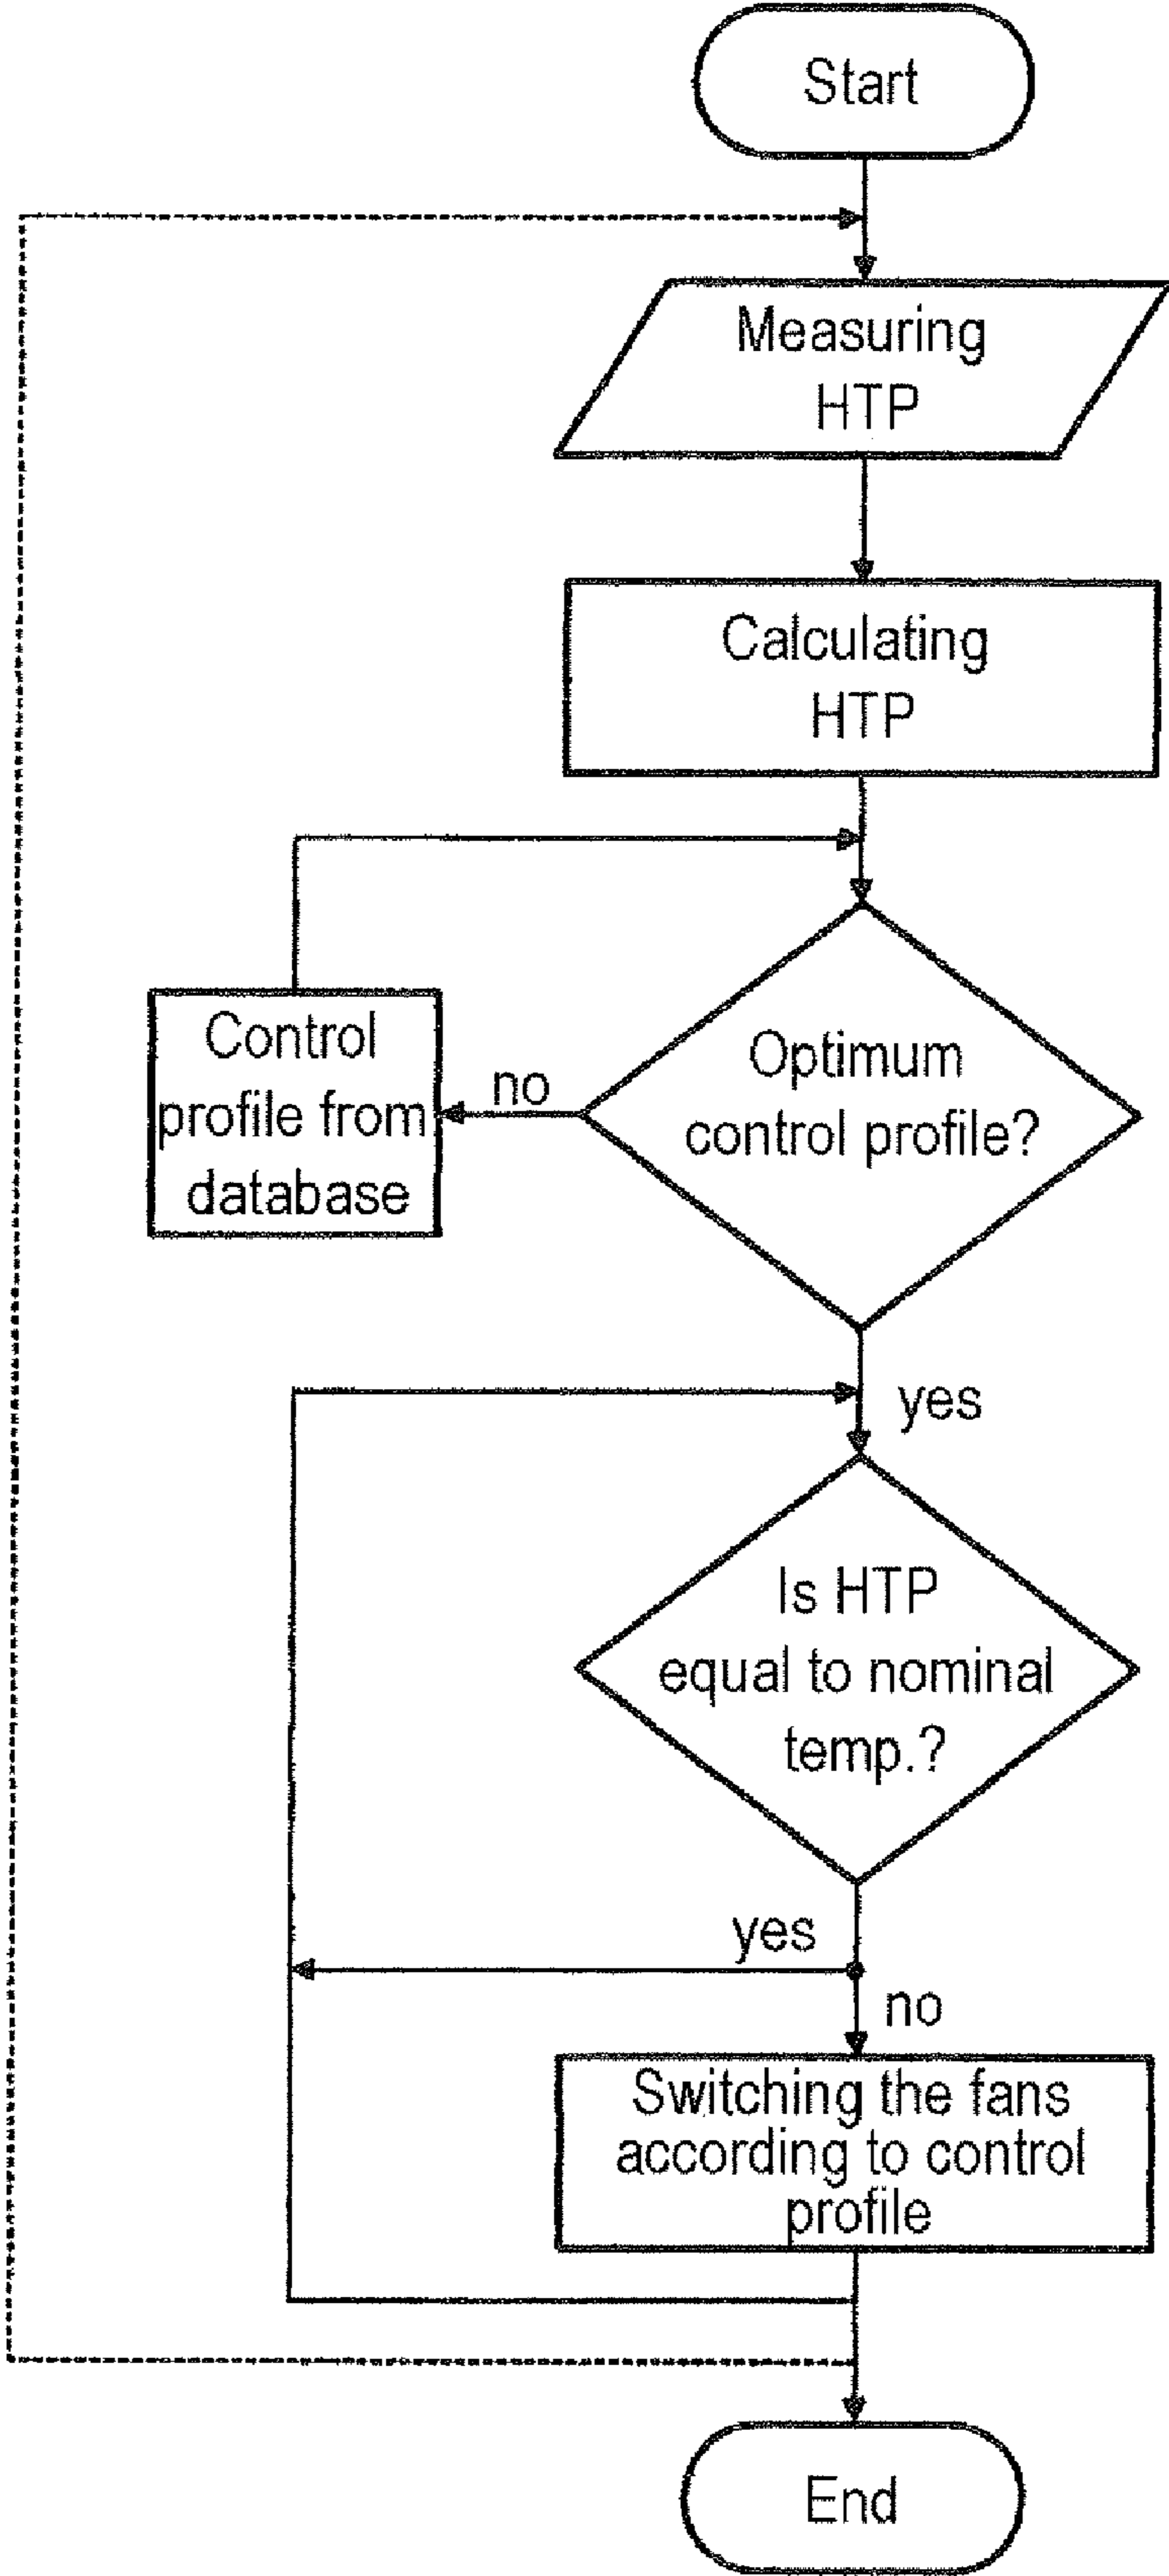 Start
Measuring
HTP
Calculating
HTP
Optimum
control profile?
no
Control
profile from
database
yes
Is HTP
equal to nominal
temp.?
yes
no
Switching the fans
according to control
profile
End